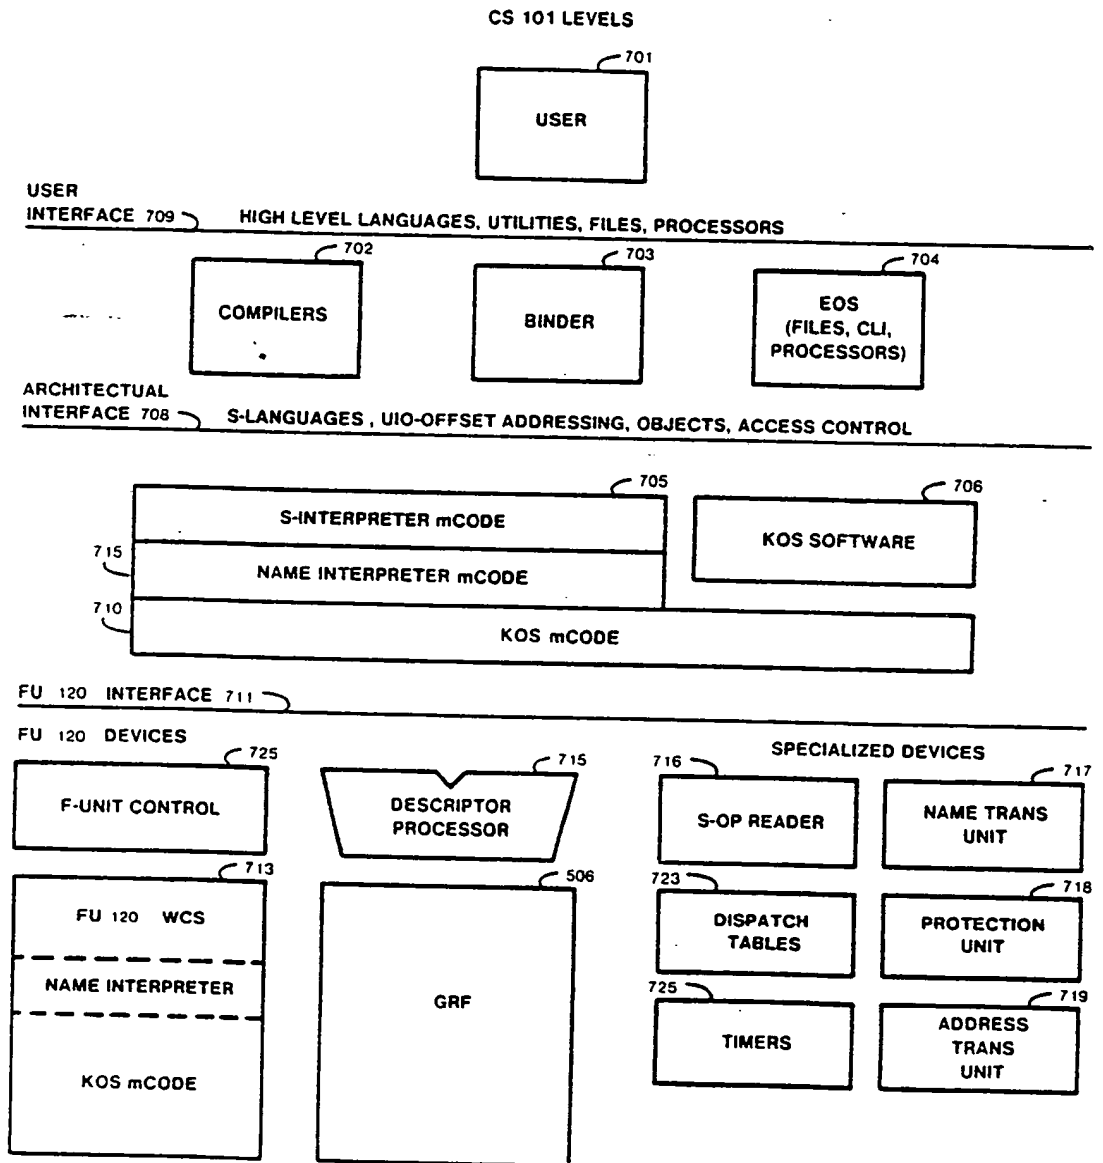 CS 101 LEVELS
701
USER
USER
INTERFACE 709
HIGH LEVEL LANGUAGES, UTILITIES, FILES, PROCESSORS
702
703
704
COMPILERS
BINDER
EOS
(FILES, CLI,
PROCESSORS)
ARCHITECTUAL
INTERFACE 708
S-LANGUAGES , UIO-OFFSET ADDRESSING, OBJECTS, ACCESS CONTROL
705
706
S-INTERPRETER mCODE
KOS SOFTWARE
715
NAME INTERPRETER mCODE
710
KOS mCODE
FU 120 INTERFACE 711
FU 120 DEVICES
SPECIALIZED DEVICES
725
715
716
717
F-UNIT CONTROL
DESCRIPTOR
PROCESSOR
S-OP READER
NAME TRANS
UNIT
713
506
723
718
FU 120 WCS
DISPATCH
TABLES
PROTECTION
UNIT
NAME INTERPRETER
GRF
725
719
TIMERS
ADDRESS
TRANS
UNIT
KOS mCODE